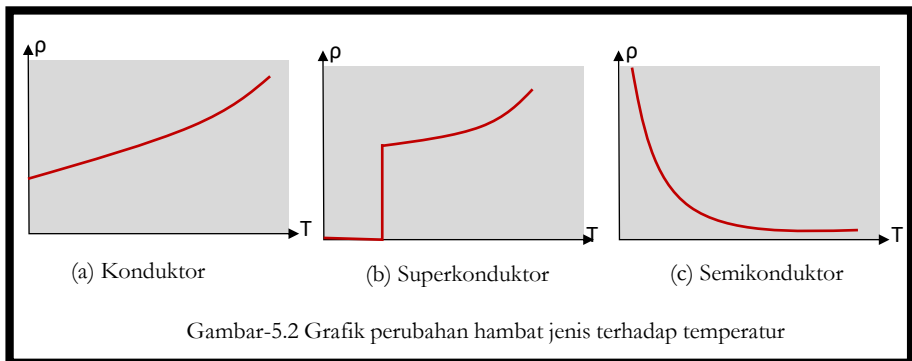 ρ
ρ
ρ
T
T
T
(a) Konduktor
(b) Superkonduktor
(c) Semikonduktor
Gambar-5.2 Grafik perubahan hambat jenis terhadap temperatur